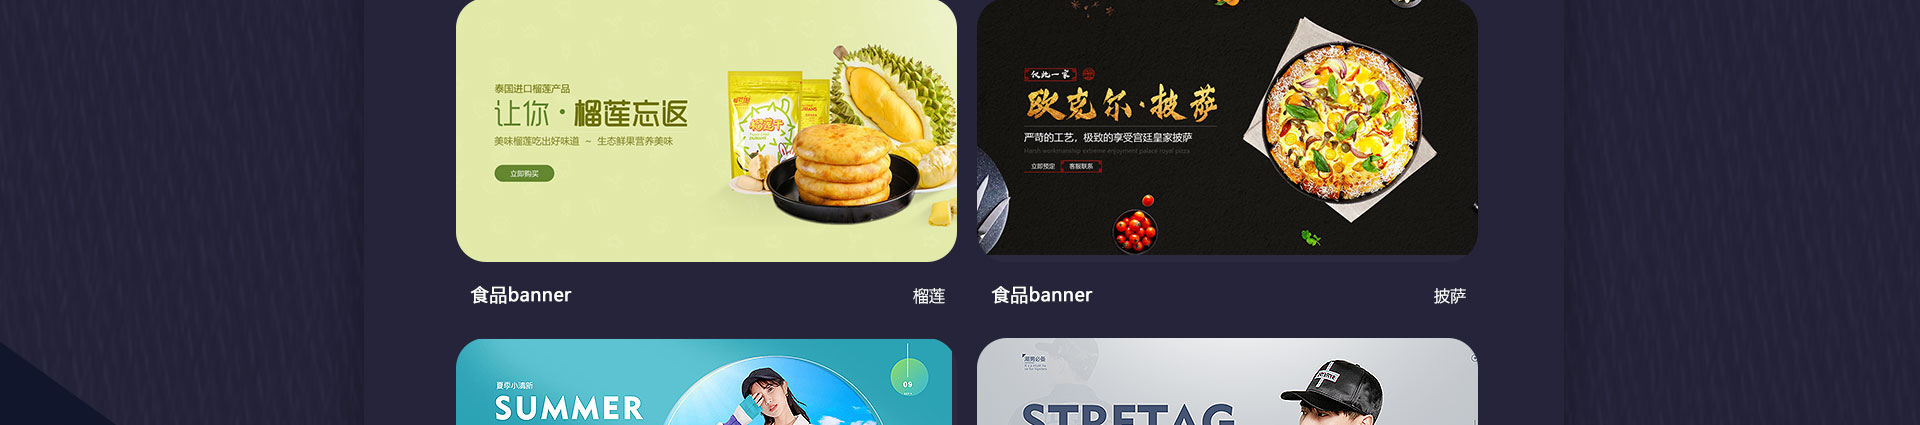 泰国进口榴莲产品
让你·榴莲忘返
美味榴莲吃出好味道 ~ 生态鲜果营养美味
立即购买
榴莲干
仅此一家
欧克尔·披萨
严苛的工艺，极致的享受宫廷皇家披萨
Harsh workmanship extreme enjoyment palace royal pizza
立即预定 客服联系
食品banner
榴莲
食品banner
披萨
夏季小清新
SUMMER
09
潮男必备
STRETAG